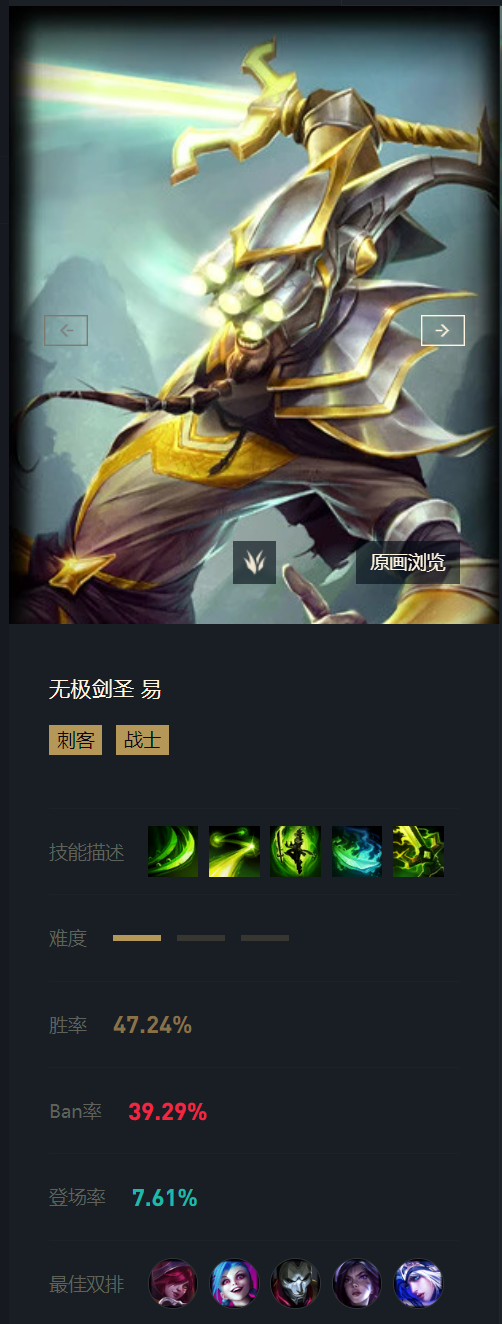 原画浏览
无极剑圣 易
刺客 战士
技能描述
难度
胜率 47.24%
Ban率 39.29%
登场率 7.61%
最佳双排